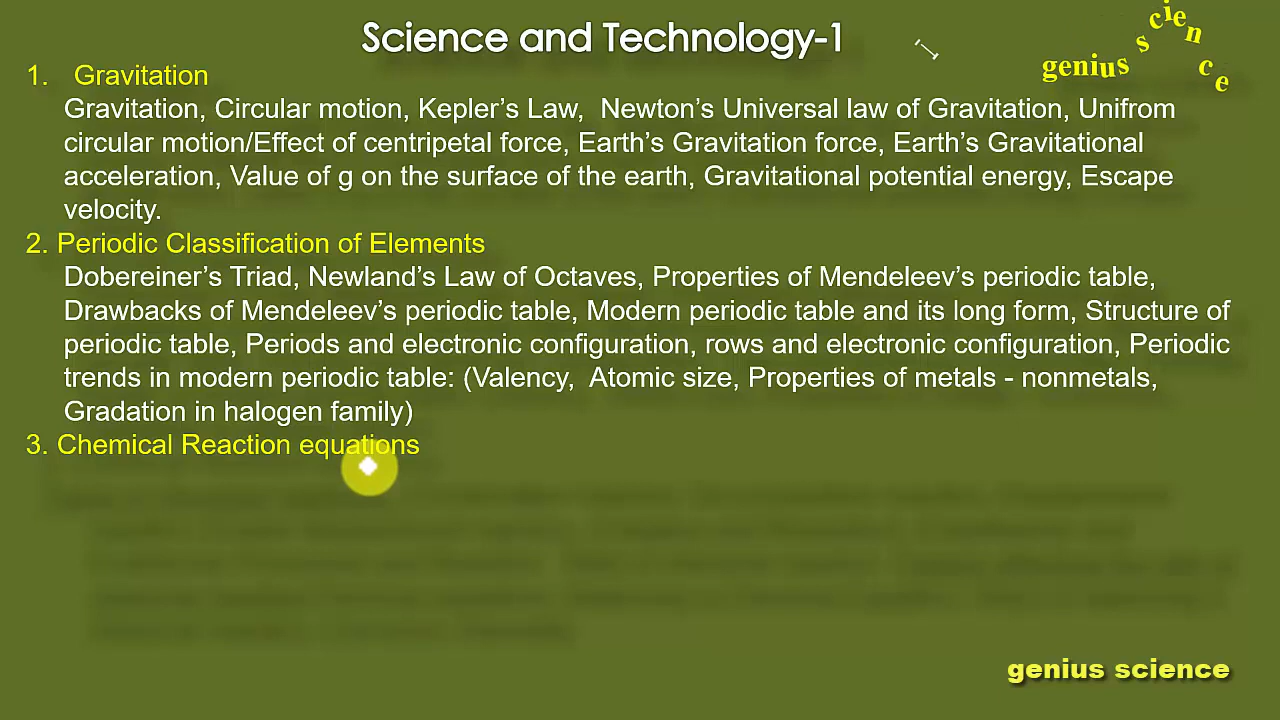 Science and Technology-1
genius science
1. Gravitation
Gravitation, Circular motion, Kepler’s Law, Newton’s Universal law of Gravitation, Unifrom
circular motion/Effect of centripetal force, Earth’s Gravitation force, Earth’s Gravitational
acceleration, Value of g on the surface of the earth, Gravitational potential energy, Escape
velocity.
2. Periodic Classification of Elements
Dobereiner’s Triad, Newland’s Law of Octaves, Properties of Mendeleev’s periodic table,
Drawbacks of Mendeleev’s periodic table, Modern periodic table and its long form, Structure of
periodic table, Periods and electronic configuration, rows and electronic configuration, Periodic
trends in modern periodic table: (Valency, Atomic size, Properties of metals - nonmetals,
Gradation in halogen family)
3. Chemical Reaction equations
genius science